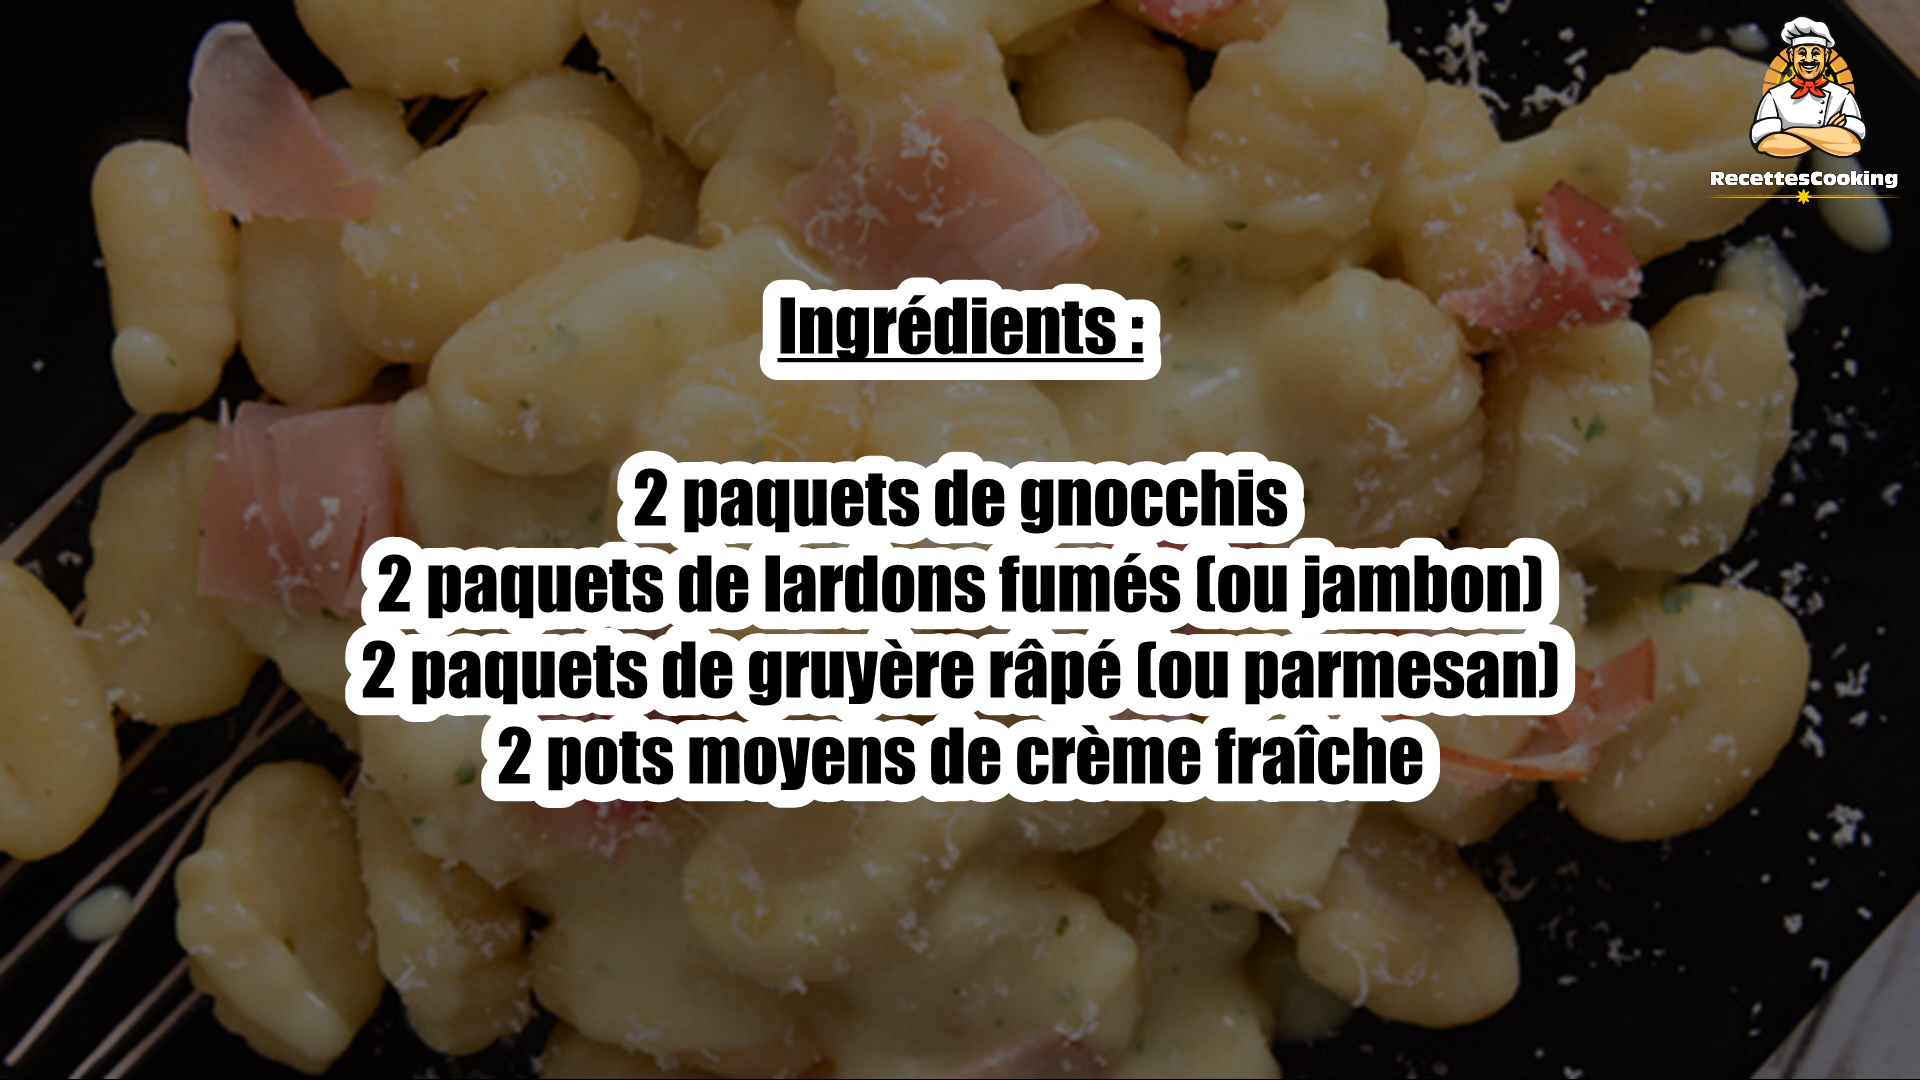 RecettesCooking
Ingrédients :
2 paquets de gnocchis
2 paquets de lardons fumés (ou jambon)
2 paquets de gruyère râpé (ou parmesan)
2 pots moyens de crème fraîche